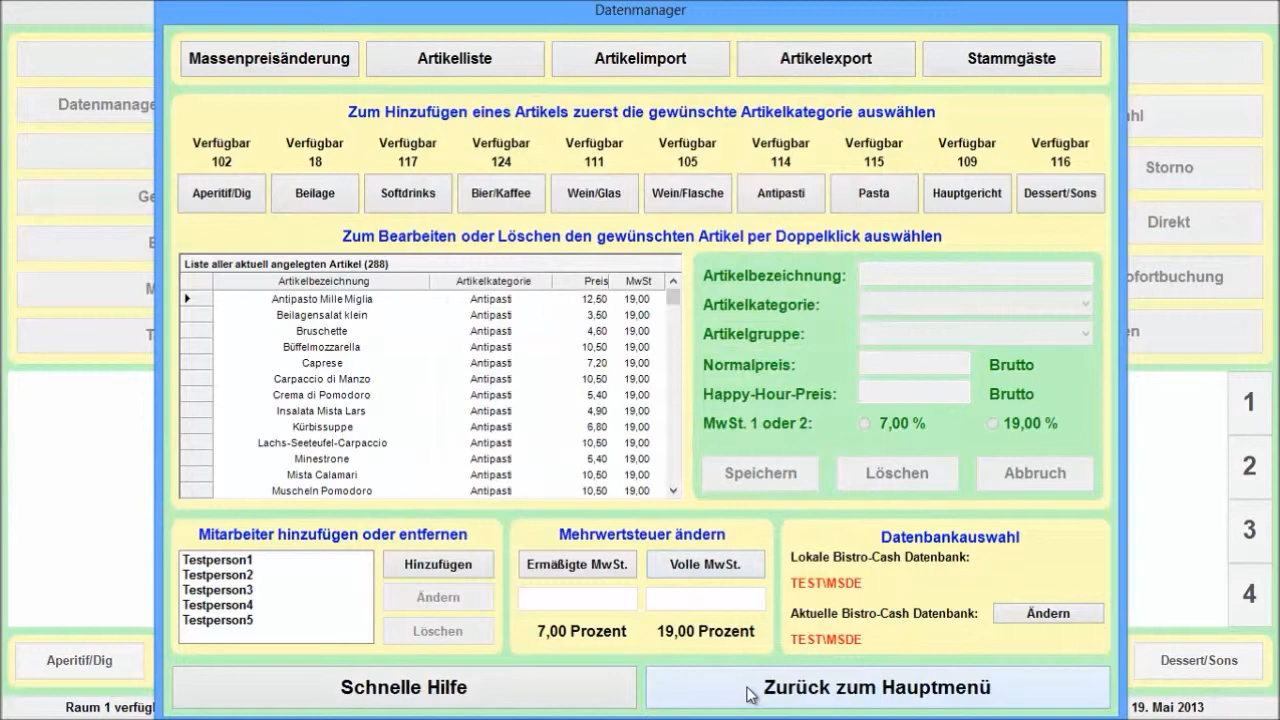 Datenmanager
Massenpreisänderung Artikelliste Artikelimport Artikelexport Stammgäste
Zum Hinzufügen eines Artikels zuerst die gewünschte Artikelkategorie auswählen
Verfügbar Verfügbar Verfügbar Verfügbar Verfügbar Verfügbar Verfügbar Verfügbar Verfügbar Verfügbar
102 18 117 124 111 105 114 115 109 116
Aperitif/Dig Beilage Softdrinks Bier/Kaffee Wein/Glas Wein/Flasche Antipasti Pasta Hauptgericht Dessert/Sons
Zum Bearbeiten oder Löschen den gewünschten Artikel per Doppelklick auswählen
Liste aller aktuell angelegten Artikel (288)
Artikelbezeichnung Artikelkategorie Preis MwSt
Antipasto Mille Miglia Antipasti 12,50 19,00
Beilagensalat klein Antipasti 3,50 19,00
Bruschette Antipasti 4,60 19,00
Büffelmozzarella Antipasti 10,50 19,00
Caprese Antipasti 7,20 19,00
Carpaccio di Manzo Antipasti 10,50 19,00
Crema di Pomodoro Antipasti 5,40 19,00
Insalata Mista Lars Antipasti 4,90 19,00
Kürbissuppe Antipasti 6,80 19,00
Lachs-Seeteufel-Carpaccio Antipasti 10,50 19,00
Minestrone Antipasti 5,40 19,00
Mista Calamari Antipasti 10,50 19,00
Muscheln Pomodoro Antipasti 10,50 19,00
Artikelbezeichnung:
Artikelkategorie:
Artikelgruppe:
Normalpreis: Brutto
Happy-Hour-Preis: Brutto
MwSt. 1 oder 2: 7,00 % 19,00 %
Speichern Löschen Abbruch
Mitarbeiter hinzufügen oder entfernen
Testperson1
Testperson2
Testperson3
Testperson4
Testperson5
Hinzufügen
Ändern
Löschen
Mehrwertsteuer ändern
Ermäßigte MwSt. Volle MwSt.
7,00 Prozent 19,00 Prozent
Datenbankauswahl
Lokale Bistro-Cash Datenbank:
TEST\MSDE
Aktuelle Bistro-Cash Datenbank: Ändern
TEST\MSDE
Schnelle Hilfe Zurück zum Hauptmenü
Datenmanage
Storno
Direkt
ofortbuchung
1
2
3
4
Aperitif/Dig
Dessert/Sons
Raum 1 verfüg
19. Mai 2013